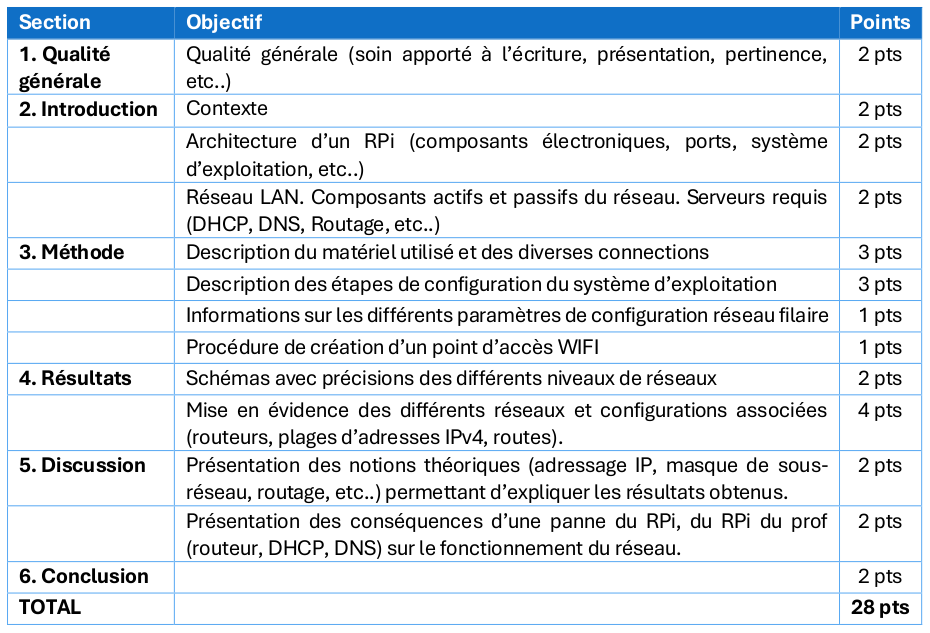 Section Objectif Points
1. Qualité générale Qualité générale (soin apporté à l’écriture, présentation, pertinence, 2 pts
etc..)
2. Introduction Contexte 2 pts
Architecture d’un RPi (composants électroniques, ports, système 2 pts
d’exploitation, etc..)
Réseau LAN. Composants actifs et passifs du réseau. Serveurs requis 2 pts
(DHCP, DNS, Routage, etc..)
3. Méthode Description du matériel utilisé et des diverses connections 3 pts
Description des étapes de configuration du système d’exploitation 3 pts
Informations sur les différents paramètres de configuration réseau filaire 1 pts
Procédure de création d’un point d’accès WIFI 1 pts
4. Résultats Schémas avec précisions des différents niveaux de réseaux 2 pts
Mise en évidence des différents réseaux et configurations associées 4 pts
(routeurs, plages d’adresses IPv4, routes).
5. Discussion Présentation des notions théoriques (adressage IP, masque de sous- 2 pts
réseau, routage, etc..) permettant d’expliquer les résultats obtenus.
Présentation des conséquences d’une panne du RPi, du RPi du prof 2 pts
(routeur, DHCP, DNS) sur le fonctionnement du réseau.
6. Conclusion 2 pts
TOTAL 28 pts